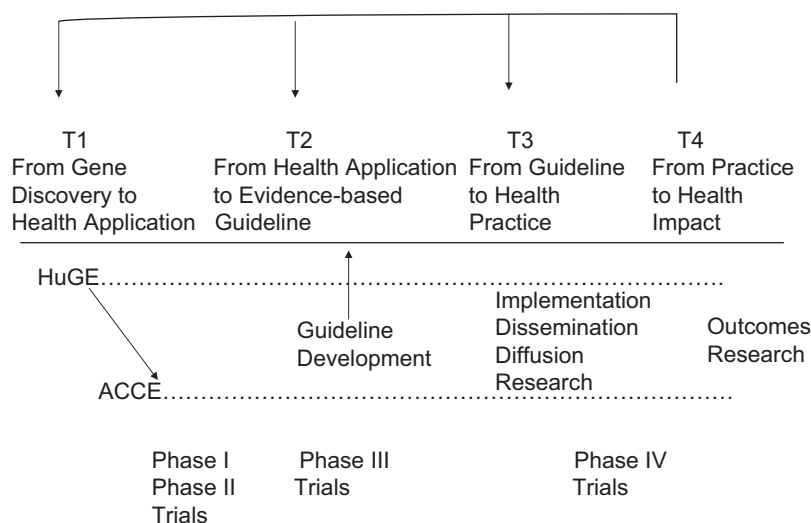 T1
From Gene
Discovery to
Health Application
T2
From Health Application
to Evidence-based
Guideline
T3
From Guideline
to Health
Practice
T4
From Practice
to Health
Impact
HuGE..............................................................................
Guideline
Development
Implementation
Dissemination
Diffusion
Research
Outcomes
Research
ACCE..............................................................................
Phase I
Phase II
Trials
Phase III
Trials
Phase IV
Trials